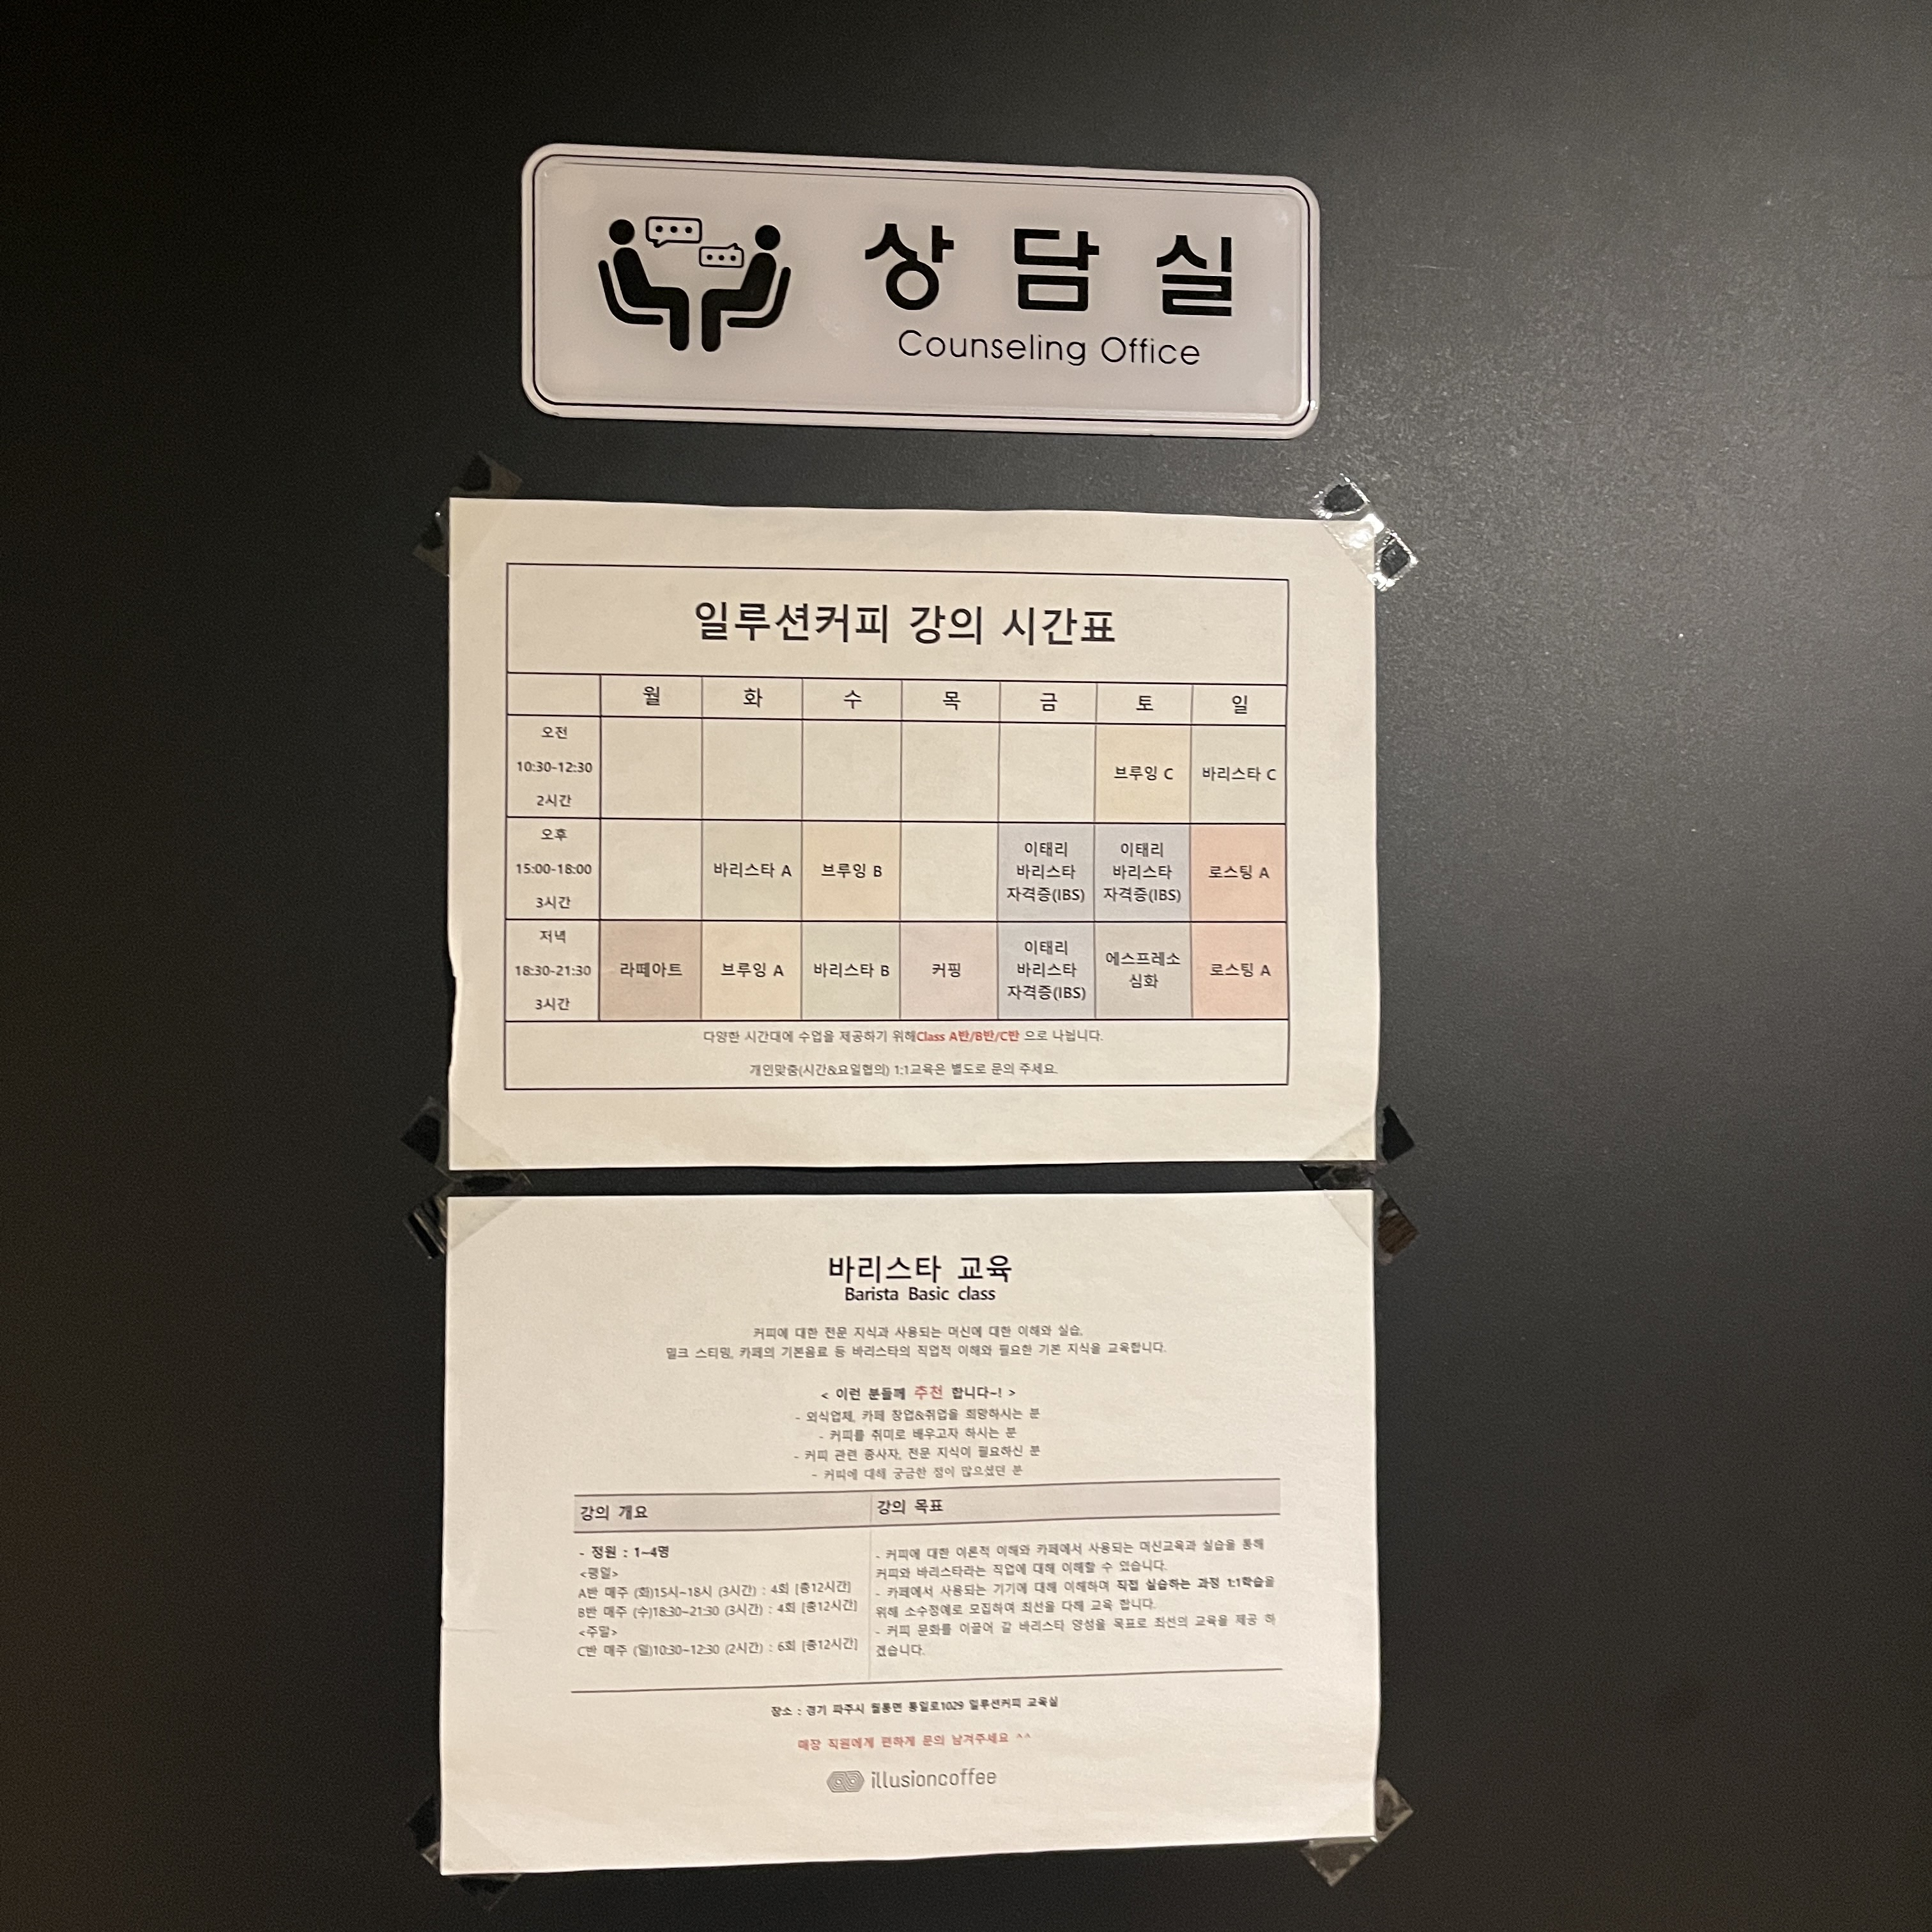 상담실
Counseling Office
일루션커피 강의 시간표
월 화 수 목 금 토 일
오전
10:30-12:30
2시간
브루잉 C
바리스타 C
오후
15:00-18:00
3시간
바리스타 A
브루잉 B
이태리
바리스타
자격증(IBS)
이태리
바리스타
자격증(IBS)
로스팅 A
저녁
18:30-21:30
3시간
라떼아트
브루잉 A
바리스타 B
커핑
이태리
바리스타
자격증(IBS)
에스프레소
심화
로스팅 A
다양한 시간대에 수업을 제공하기 위해Class A반/B반/C반 으로 나뉩니다.
개인맞춤(시간&요일협의) 1:1교육은 별도로 문의 주세요.
바리스타 교육
Barista Basic class
커피에 대한 전문 지식과 사용되는 머신에 대한 이해와 실습,
밀크 스티밍, 카페의 기본음료 등 바리스타의 직업적 이해와 필요한 기본 지식을 교육합니다.
< 이런 분들께 추천 합니다~! >
- 외식업체, 카페 창업&취업을 희망하시는 분
- 커피를 취미로 배우고자 하시는 분
- 커피 관련 종사자, 전문 지식이 필요하신 분
- 커피에 대해 궁금한 점이 많으셨던 분
강의 개요
- 정원 : 1~4명
<평일>
A반 매주 (화)15시~18시 (3시간) : 4회 [총12시간]
B반 매주 (수)18:30~21:30 (3시간) : 4회 [총12시간]
<주말>
C반 매주 (일)10:30~12:30 (2시간) : 6회 [총12시간]
강의 목표
- 커피에 대한 이론적 이해와 카페에서 사용되는 머신교육과 실습을 통해
커피와 바리스타라는 직업에 대해 이해할 수 있습니다.
- 카페에서 사용되는 기기에 대해 이해하며 직접 실습하는 과정 1:1학습을
위해 소수정예로 모집하여 최선을 다해 교육 합니다.
- 커피 문화를 이끌어 갈 바리스타 양성을 목표로 최선의 교육을 제공 하
겠습니다.
장소 : 경기 파주시 월롱면 통일로1029 일루션커피 교육실
매장 직원에게 편하게 문의 남겨주세요 ^^
illusioncoffee